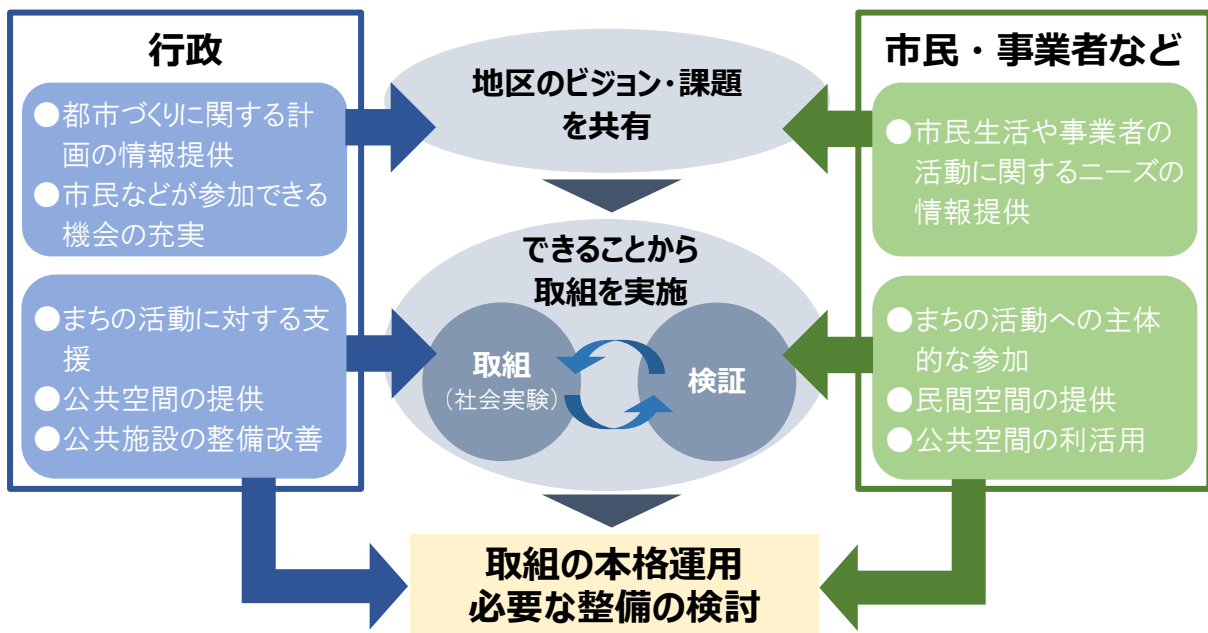 行政
●都市づくりに関する計
画の情報提供
●市民などが参加できる
機会の充実
●まちの活動に対する支
援
●公共空間の提供
●公共施設の整備改善
地区のビジョン・課題
を共有
できることから
取組を実施
取組
(社会実験)
検証
取組の本格運用
必要な整備の検討
市民・事業者など
●市民生活や事業者の
活動に関するニーズの
情報提供
●まちの活動への主体
的な参加
●民間空間の提供
●公共空間の利活用